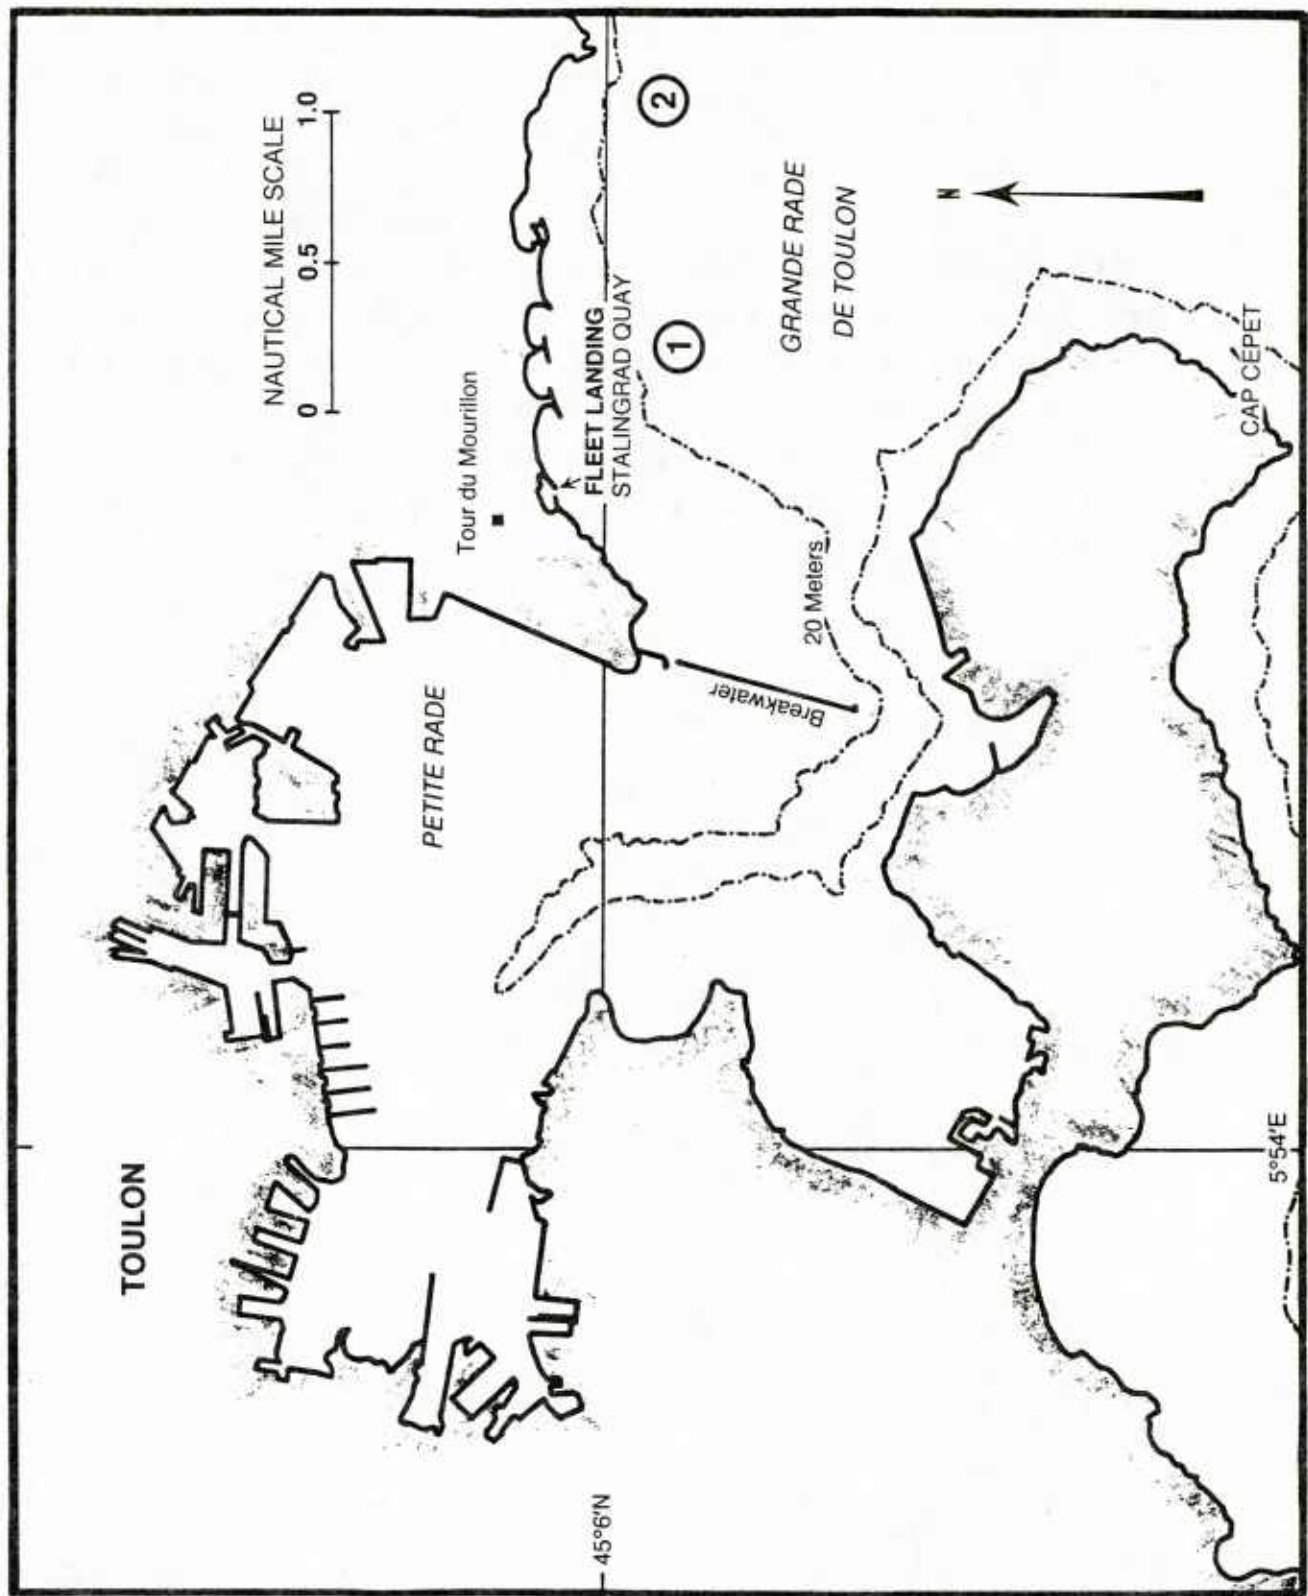 TOULON
NAUTICAL MILE SCALE
0 0.5 1.0
Tour du Mourillon
PETITE RADE
FLEET LANDING
STALINGRAD QUAY
45°6'N
1
2
Breakwater
20 Meters
GRANDE RADE
DE TOULON
N
CAP CÉPET
5°54'E